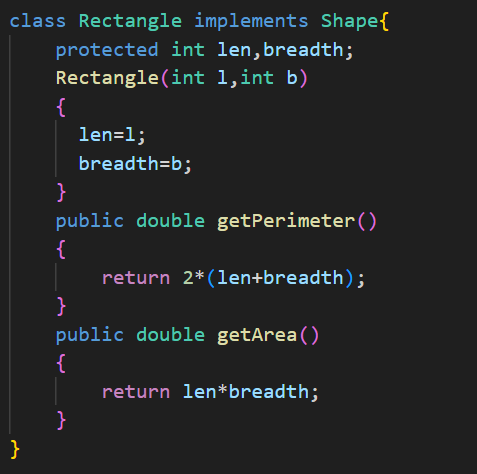 class Rectangle implements Shape{
    protected int len,breadth;
    Rectangle(int l,int b)
    {
      len=l;
      breadth=b;
    }
    public double getPerimeter()
    {
        return 2*(len+breadth);
    }
    public double getArea()
    {
        return len*breadth;
    }
}